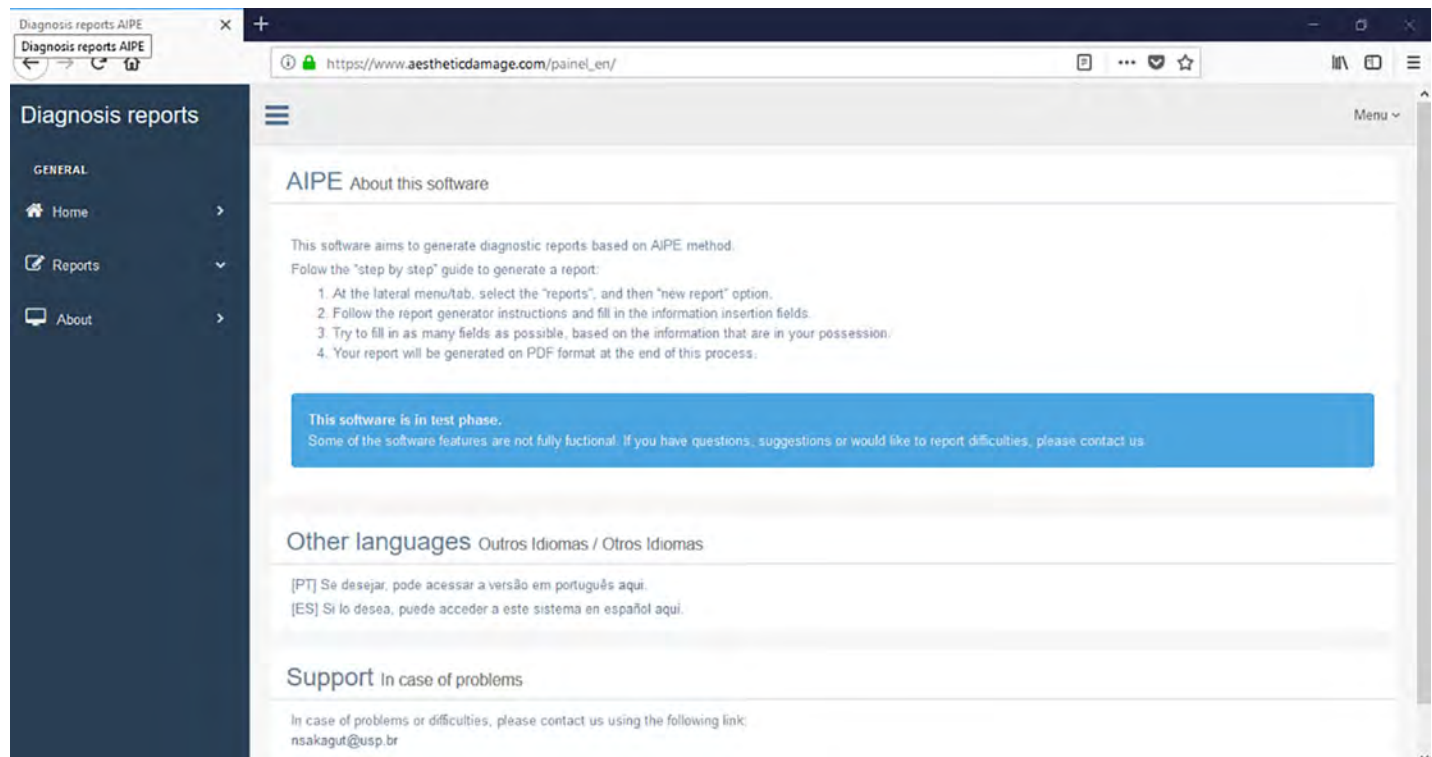 Diagnosis reports AIPE
Diagnosis reports AIPE
https://www.aestheticdamage.com/painel_en/
Diagnosis reports
Menu
GENERAL
Home
Reports
About
AIPE About this software
This software aims to generate diagnostic reports based on AIPE method.
Folow the "step by step" guide to generate a report:
1. At the lateral menu/tab, select the "reports", and then "new report" option.
2. Follow the report generator instructions and fill in the information insertion fields.
3. Try to fill in as many fields as possible, based on the information that are in your possession.
4. Your report will be generated on PDF format at the end of this process.
This software is in test phase.
Some of the software features are not fully fuctional. If you have questions, suggestions or would like to report difficulties, please contact us
Other languages Outros Idiomas / Otros Idiomas
[PT] Se desejar, pode acessar a versão em português aqui.
[ES] Si lo desea, puede acceder a este sistema en español aquí.
Support In case of problems
In case of problems or difficulties, please contact us using the following link:
nsakagut@usp.br